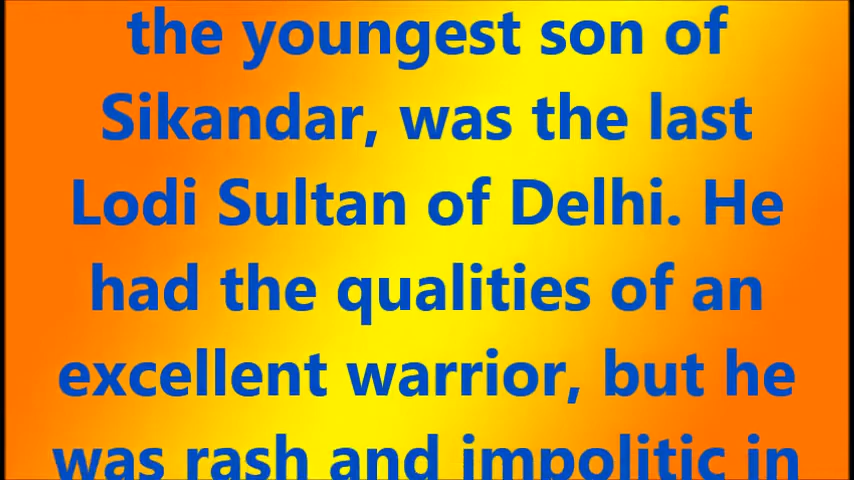 the youngest son of
Sikandar, was the last
Lodi Sultan of Delhi. He
had the qualities of an
excellent warrior, but he
was rash and impolitic in